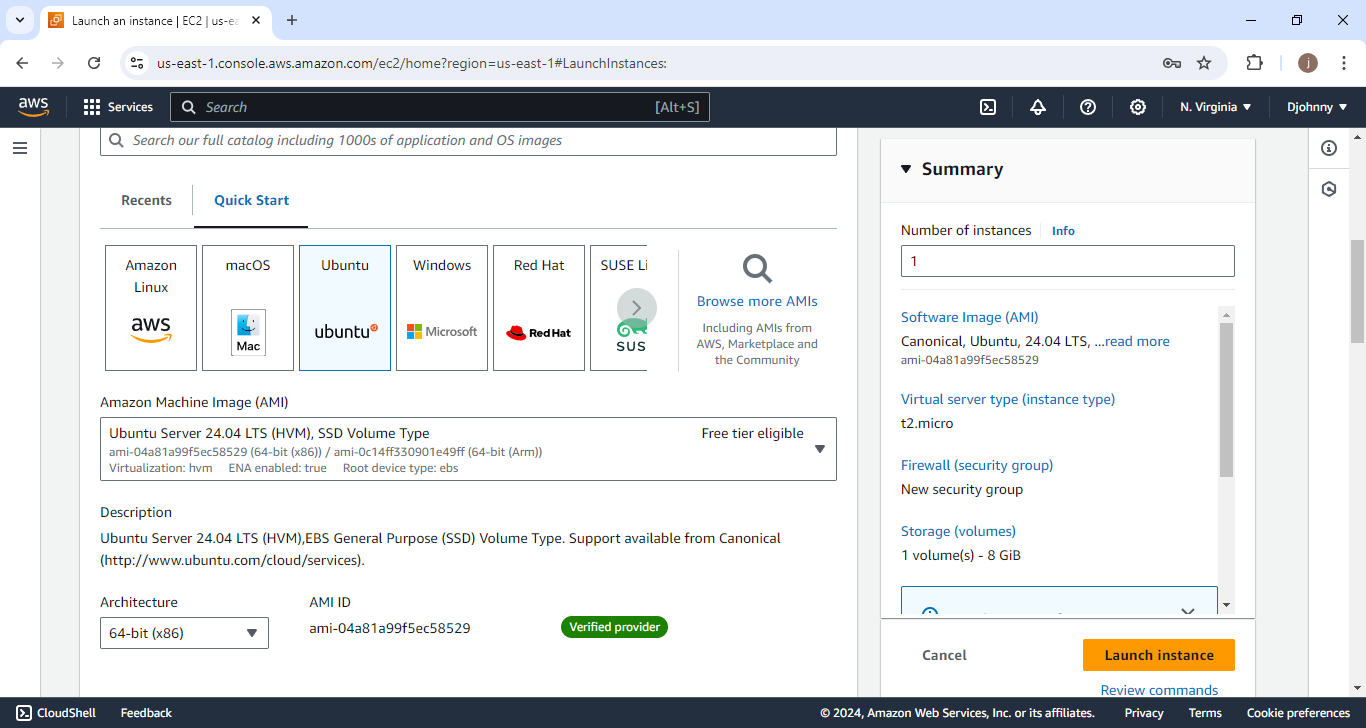 Launch an instance | EC2 | us-ea
us-east-1.console.aws.amazon.com/ec2/home?region=us-east-1#LaunchInstances:
j
aws
Services
Search
[Alt+S]
N. Virginia
Djohnny
Search our full catalog including 1000s of application and OS images
Recents
Quick Start
Amazon
Linux
aws
macOS
Mac
Ubuntu
ubuntu
Windows
Microsoft
Red Hat
Red Hat
SUSE Li
SUS
Browse more AMIs
Including AMIs from
AWS, Marketplace and
the Community
Amazon Machine Image (AMI)
Ubuntu Server 24.04 LTS (HVM), SSD Volume Type
Free tier eligible
ami-04a81a99f5ec58529 (64-bit (x86)) / ami-0c14ff330901e49ff (64-bit (Arm))
Virtualization: hvm ENA enabled: true Root device type: ebs
Description
Ubuntu Server 24.04 LTS (HVM),EBS General Purpose (SSD) Volume Type. Support available from Canonical
(http://www.ubuntu.com/cloud/services).
Architecture
64-bit (x86)
AMI ID
ami-04a81a99f5ec58529
Verified provider
Summary
Number of instances
Info
1
Software Image (AMI)
Canonical, Ubuntu, 24.04 LTS, ...read more
ami-04a81a99f5ec58529
Virtual server type (instance type)
t2.micro
Firewall (security group)
New security group
Storage (volumes)
1 volume(s) - 8 GiB
Cancel
Launch instance
Review commands
CloudShell
Feedback
© 2024, Amazon Web Services, Inc. or its affiliates.
Privacy
Terms
Cookie preferences